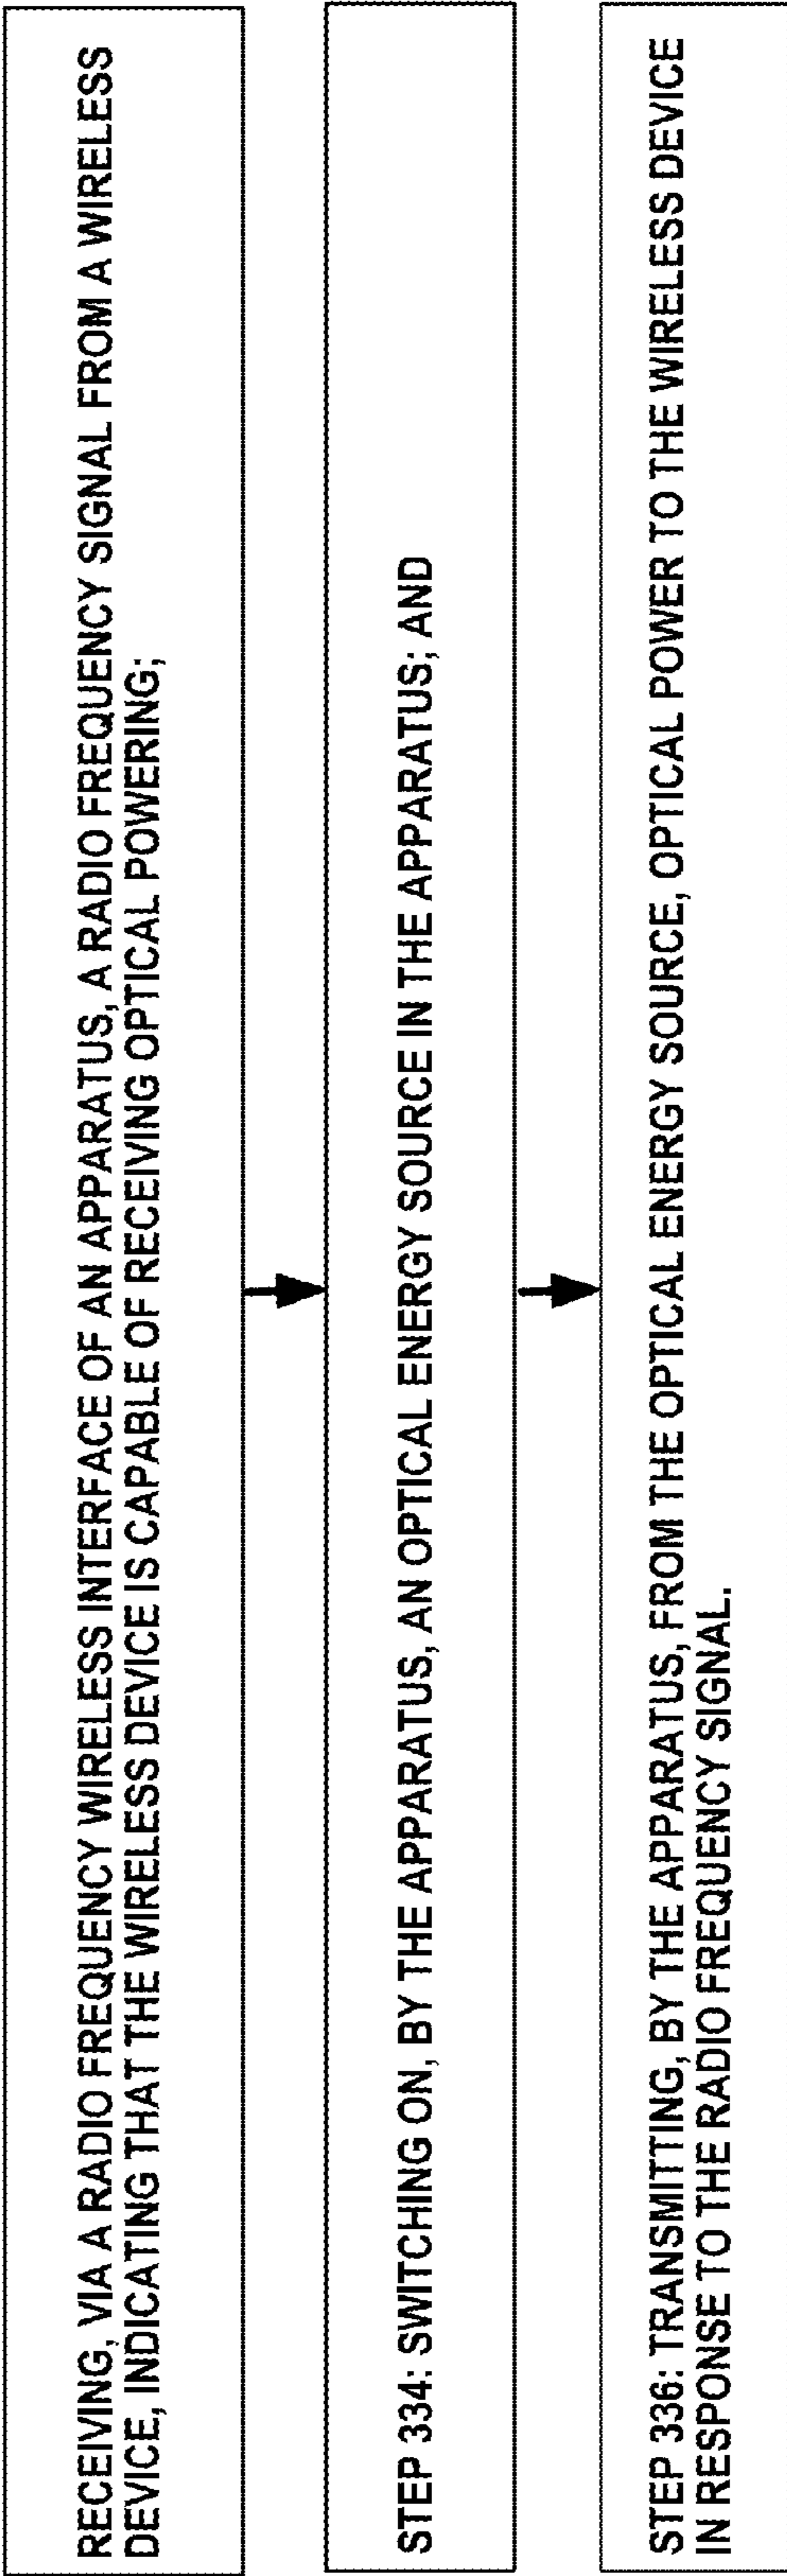 RECEIVING, VIA A RADIO FREQUENCY WIRELESS INTERFACE OF AN APPARATUS, A RADIO FREQUENCY SIGNAL FROM A WIRELESS
DEVICE, INDICATING THAT THE WIRELESS DEVICE IS CAPABLE OF RECEIVING OPTICAL POWERING;
STEP 334: SWITCHING ON, BY THE APPARATUS, AN OPTICAL ENERGY SOURCE IN THE APPARATUS; AND
STEP 336: TRANSMITTING, BY THE APPARATUS, FROM THE OPTICAL ENERGY SOURCE, OPTICAL POWER TO THE WIRELESS DEVICE
IN RESPONSE TO THE RADIO FREQUENCY SIGNAL.